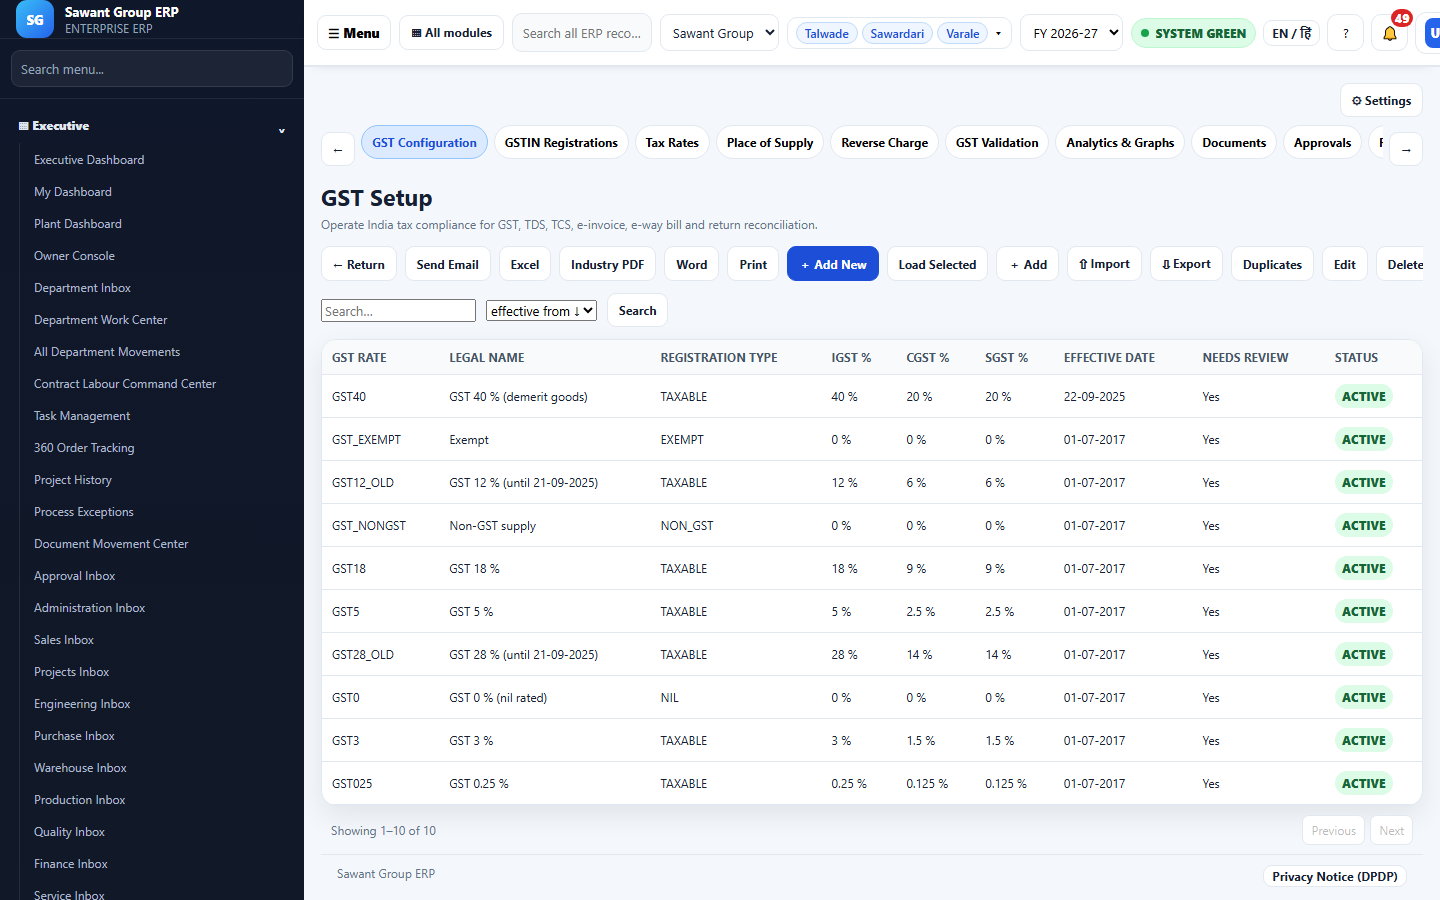 SG
Sawant Group ERP
ENTERPRISE ERP
Search menu...
Executive
Executive Dashboard
My Dashboard
Plant Dashboard
Owner Console
Department Inbox
Department Work Center
All Department Movements
Contract Labour Command Center
Task Management
360 Order Tracking
Project History
Process Exceptions
Document Movement Center
Approval Inbox
Administration Inbox
Sales Inbox
Projects Inbox
Engineering Inbox
Purchase Inbox
Warehouse Inbox
Production Inbox
Quality Inbox
Finance Inbox
Service Inbox
☰ Menu
All modules
Search all ERP reco...
Sawant Group
Talwade Sawardari Varale
FY 2026-27
SYSTEM GREEN
EN / हिं
?
49
U
⚙ Settings
← GST Configuration GSTIN Registrations Tax Rates Place of Supply Reverse Charge GST Validation Analytics & Graphs Documents Approvals →
GST Setup
Operate India tax compliance for GST, TDS, TCS, e-invoice, e-way bill and return reconciliation.
← Return Send Email Excel Industry PDF Word Print + Add New Load Selected + Add ⇧ Import ⇩ Export Duplicates Edit Delete
Search... effective from ↓ Search
GST RATE LEGAL NAME REGISTRATION TYPE IGST % CGST % SGST % EFFECTIVE DATE NEEDS REVIEW STATUS
GST40 GST 40 % (demerit goods) TAXABLE 40 % 20 % 20 % 22-09-2025 Yes ACTIVE
GST_EXEMPT Exempt EXEMPT 0 % 0 % 0 % 01-07-2017 Yes ACTIVE
GST12_OLD GST 12 % (until 21-09-2025) TAXABLE 12 % 6 % 6 % 01-07-2017 Yes ACTIVE
GST_NONGST Non-GST supply NON_GST 0 % 0 % 0 % 01-07-2017 Yes ACTIVE
GST18 GST 18 % TAXABLE 18 % 9 % 9 % 01-07-2017 Yes ACTIVE
GST5 GST 5 % TAXABLE 5 % 2.5 % 2.5 % 01-07-2017 Yes ACTIVE
GST28_OLD GST 28 % (until 21-09-2025) TAXABLE 28 % 14 % 14 % 01-07-2017 Yes ACTIVE
GST0 GST 0 % (nil rated) NIL 0 % 0 % 0 % 01-07-2017 Yes ACTIVE
GST3 GST 3 % TAXABLE 3 % 1.5 % 1.5 % 01-07-2017 Yes ACTIVE
GST025 GST 0.25 % TAXABLE 0.25 % 0.125 % 0.125 % 01-07-2017 Yes ACTIVE
Showing 1–10 of 10
Previous Next
Sawant Group ERP
Privacy Notice (DPDP)